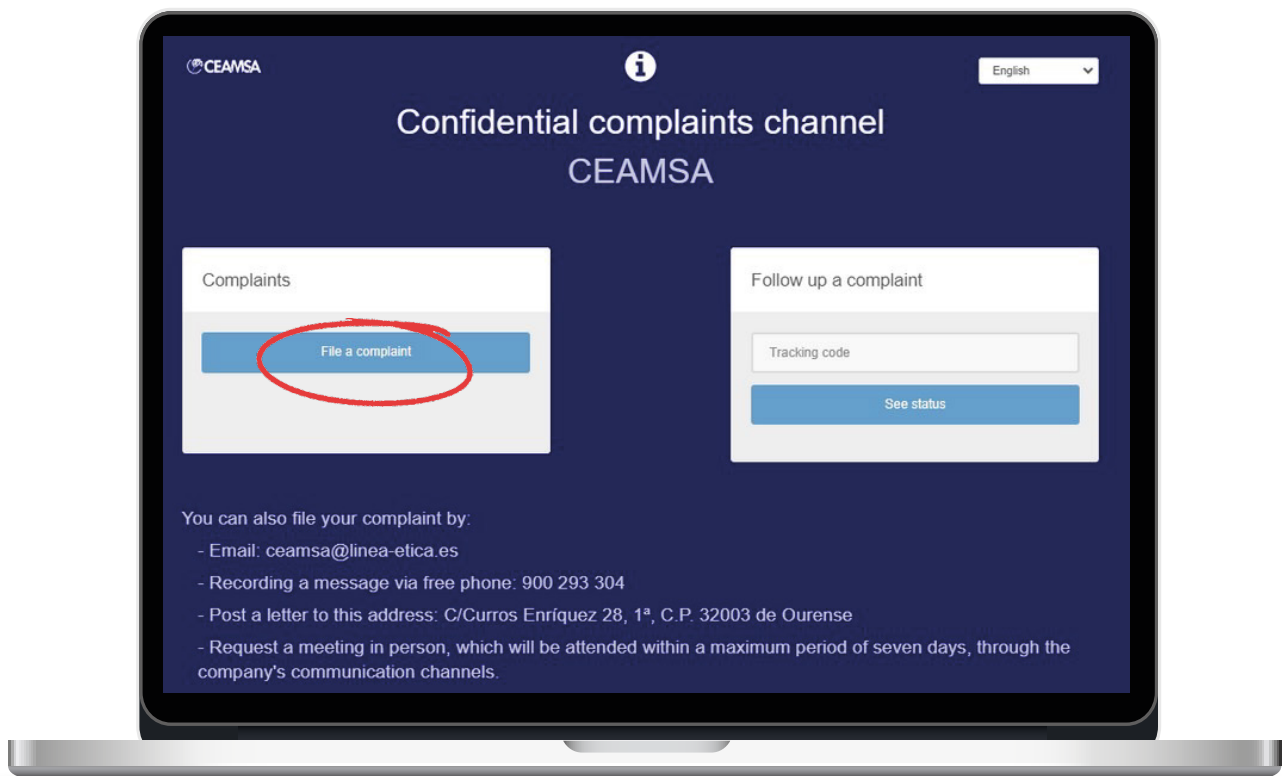 CEAMSA
English
Confidential complaints channel
CEAMSA
Complaints
File a complaint
Follow up a complaint
Tracking code
See status
You can also file your complaint by:
- Email: ceamsa@linea-etica.es
- Recording a message via free phone: 900 293 304
- Post a letter to this address: C/Curros Enríquez 28, 1ª, C.P. 32003 de Ourense
- Request a meeting in person, which will be attended within a maximum period of seven days, through the
company's communication channels.